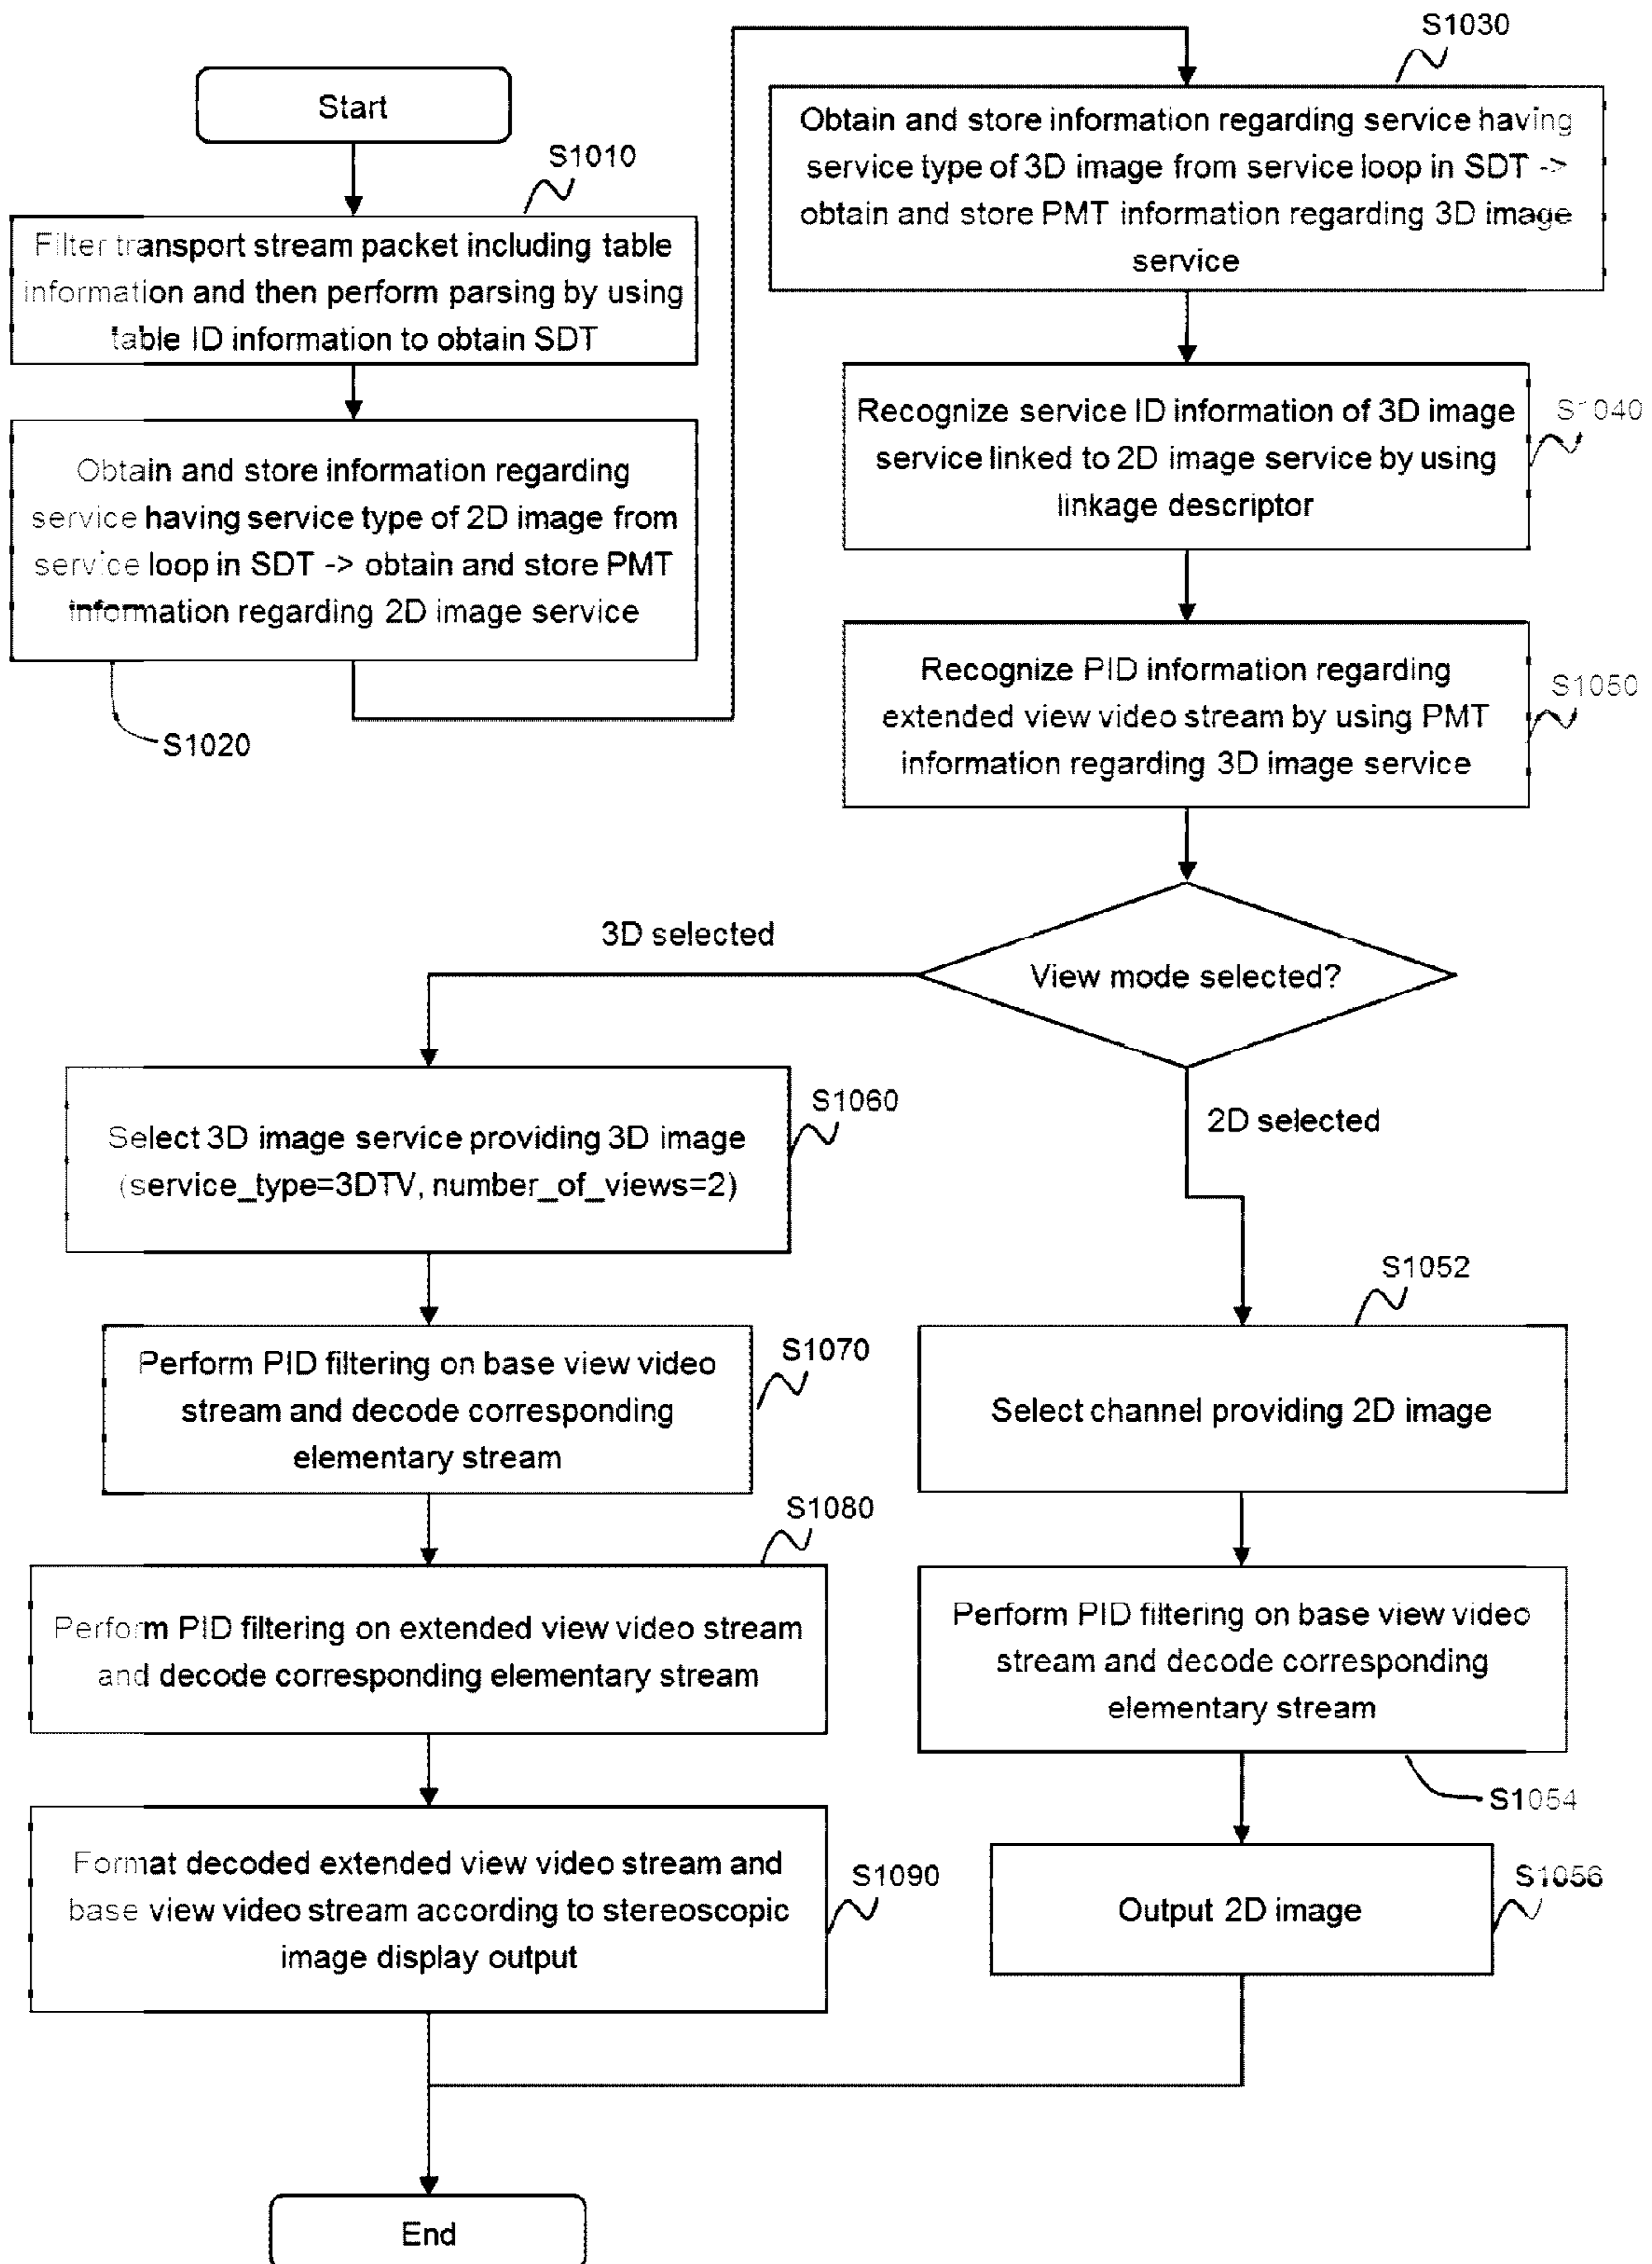 Start
S1010
Filter transport stream packet including table
information and then perform parsing by using
table ID information to obtain SDT
Obtain and store information regarding
service having service type of 2D image from
service loop in SDT -> obtain and store PMT
information regarding 2D image service
S1020
S1030
Obtain and store information regarding service having
service type of 3D image from service loop in SDT ->
obtain and store PMT information regarding 3D image
service
Recognize service ID information of 3D image
service linked to 2D image service by using
linkage descriptor
S1040
Recognize PID information regarding
extended view video stream by using PMT
information regarding 3D image service
S1050
View mode selected?
3D selected
2D selected
S1060
Select 3D image service providing 3D image
(service_type=3DTV, number_of_views=2)
S1070
Perform PID filtering on base view video
stream and decode corresponding
elementary stream
S1080
Perform PID filtering on extended view video stream
and decode corresponding elementary stream
Format decoded extended view video stream and
base view video stream according to stereoscopic
image display output
S1090
S1052
Select channel providing 2D image
Perform PID filtering on base view video
stream and decode corresponding
elementary stream
S1054
Output 2D image
S1056
End